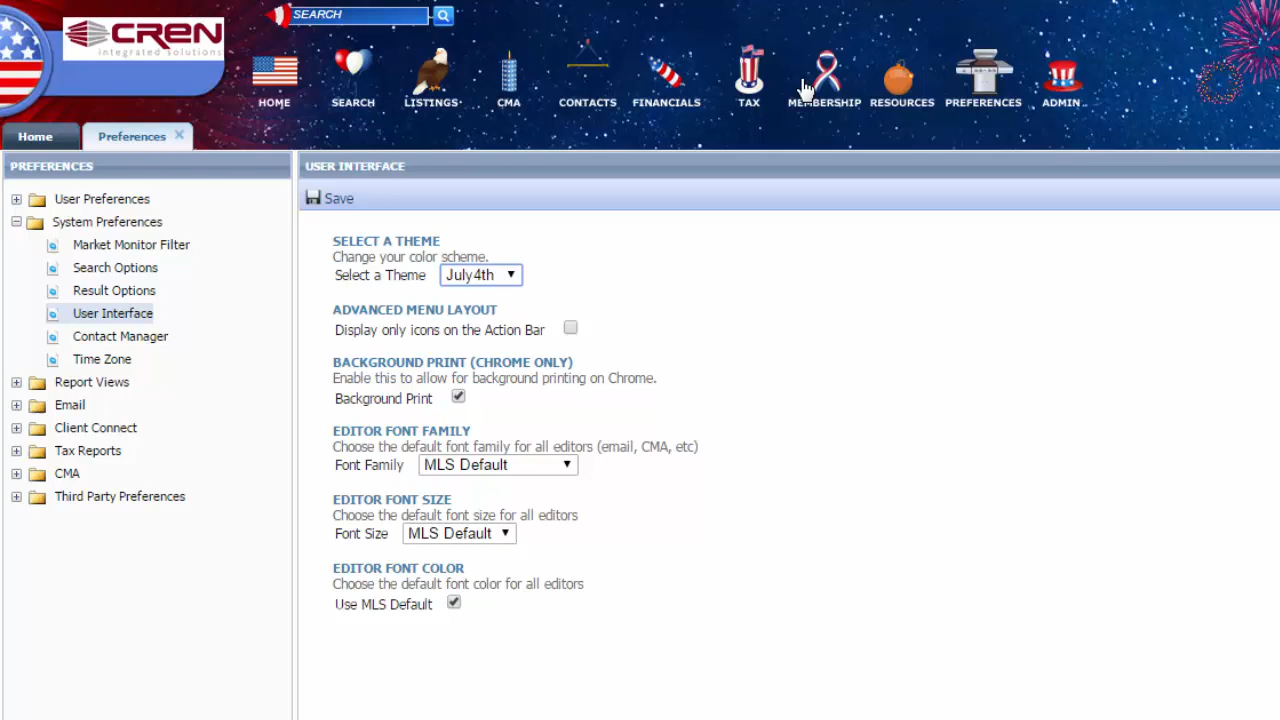 CREN
integrated solutions
SEARCH
HOME SEARCH LISTINGS CMA CONTACTS FINANCIALS TAX MEMBERSHIP RESOURCES PREFERENCES ADMIN
Home Preferences
PREFERENCES
User Preferences
System Preferences
Market Monitor Filter
Search Options
Result Options
User Interface
Contact Manager
Time Zone
Report Views
Email
Client Connect
Tax Reports
CMA
Third Party Preferences
USER INTERFACE
Save
SELECT A THEME
Change your color scheme.
Select a Theme July4th
ADVANCED MENU LAYOUT
Display only icons on the Action Bar
BACKGROUND PRINT (CHROME ONLY)
Enable this to allow for background printing on Chrome.
Background Print
EDITOR FONT FAMILY
Choose the default font family for all editors (email, CMA, etc)
Font Family MLS Default
EDITOR FONT SIZE
Choose the default font size for all editors
Font Size MLS Default
EDITOR FONT COLOR
Choose the default font color for all editors
Use MLS Default